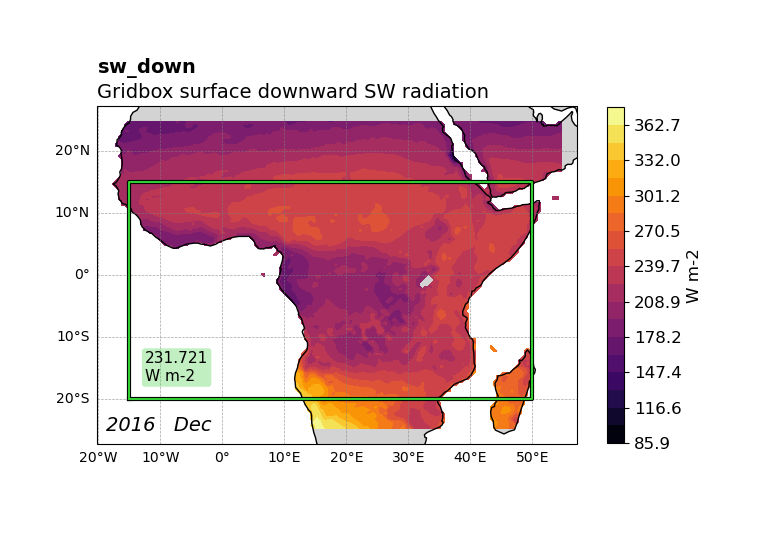 sw_down
Gridbox surface downward SW radiation
20°N
10°N
0°
10°S
20°S
20°W
10°W
0°
10°E
20°E
30°E
40°E
50°E
231.721
W m-2
2016 Dec
362.7
332.0
301.2
270.5
239.7
208.9
178.2
147.4
116.6
85.9
W m-2